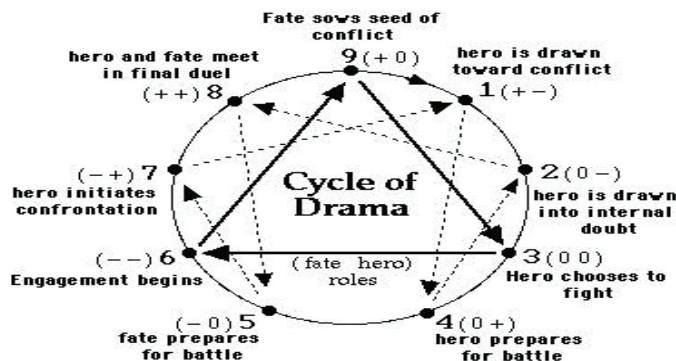 Fate sows seed of
conflict
9 (+ 0)
hero and fate meet
in final duel
(+ +) 8
hero is drawn
toward conflict
1 (+ -)
(- +) 7
hero initiates
confrontation
Cycle of
Drama
2 (0 -)
hero is drawn
into internal
doubt
(- -) 6
Engagement begins
( fate hero )
roles
3 (0 0)
Hero chooses to
fight
(- 0) 5
fate prepares
for battle
4 (0 +)
hero prepares
for battle